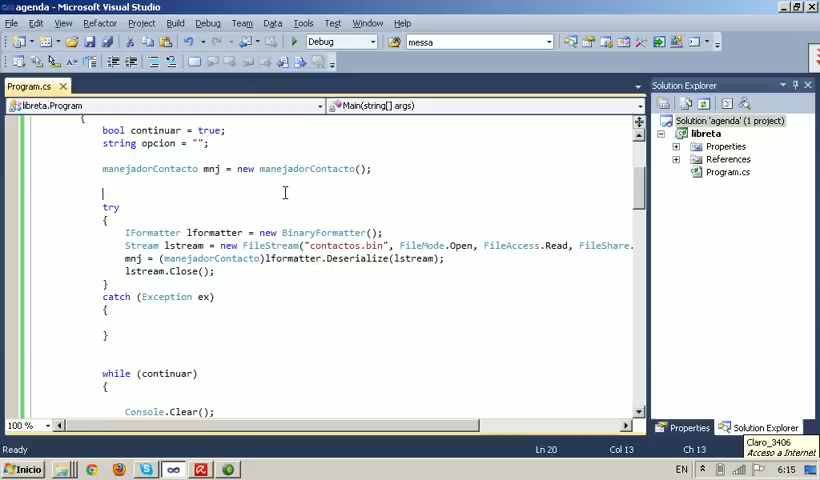 agenda - Microsoft Visual Studio
File Edit View Refactor Project Build Debug Team Data Tools Test Window Help
Debug messa
Program.cs
Solution Explorer
libreta.Program Main(string[] args)
{
bool continuar = true;
string opcion = "";
manejadorContacto mnj = new manejadorContacto();
try
{
IFormatter lformatter = new BinaryFormatter();
Stream lstream = new FileStream("contactos.bin", FileMode.Open, FileAccess.Read, FileShare.
mnj = (manejadorContacto)lformatter.Deserialize(lstream);
lstream.Close();
}
catch (Exception ex)
{
}
while (continuar)
{
Console.Clear();
100 %
Solution 'agenda' (1 project)
libreta
Properties
References
Program.cs
Properties Solution Explorer
Claro_3406
Acceso a Internet
Ready Ln 20 Col 13 Ch 13
Inicio EN 6:15